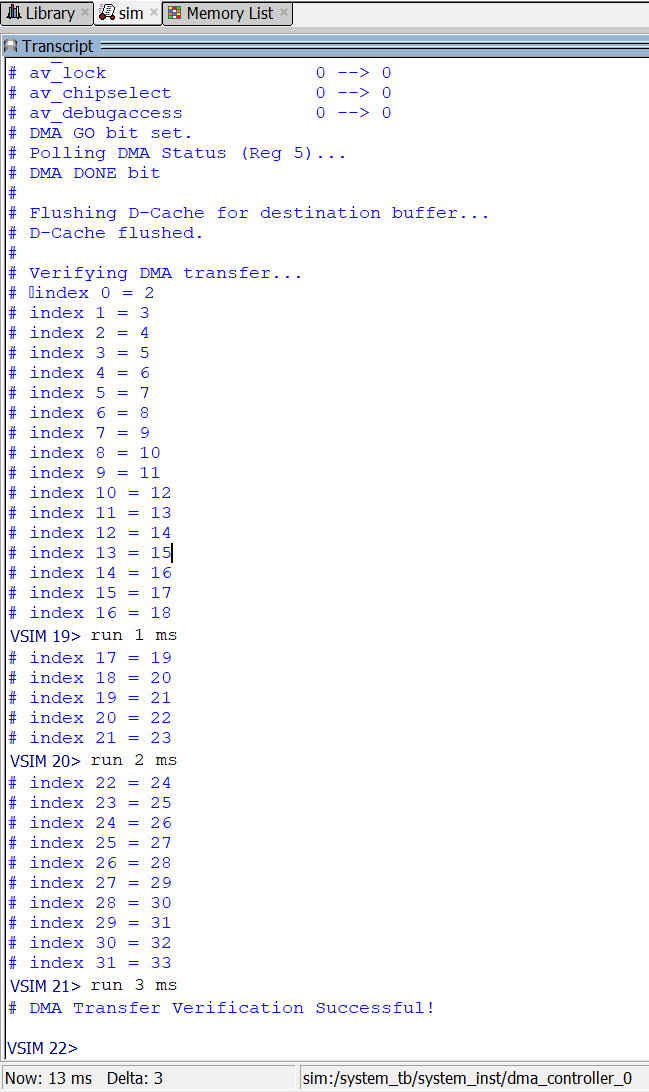 Library sim Memory List
Transcript
# av_lock 0 --> 0
# av_chipselect 0 --> 0
# av_debugaccess 0 --> 0
# DMA GO bit set.
# Polling DMA Status (Reg 5)...
# DMA DONE bit
#
# Flushing D-Cache for destination buffer...
# D-Cache flushed.
#
# Verifying DMA transfer...
# index 0 = 2
# index 1 = 3
# index 2 = 4
# index 3 = 5
# index 4 = 6
# index 5 = 7
# index 6 = 8
# index 7 = 9
# index 8 = 10
# index 9 = 11
# index 10 = 12
# index 11 = 13
# index 12 = 14
# index 13 = 15
# index 14 = 16
# index 15 = 17
# index 16 = 18
VSIM 19> run 1 ms
# index 17 = 19
# index 18 = 20
# index 19 = 21
# index 20 = 22
# index 21 = 23
VSIM 20> run 2 ms
# index 22 = 24
# index 23 = 25
# index 24 = 26
# index 25 = 27
# index 26 = 28
# index 27 = 29
# index 28 = 30
# index 29 = 31
# index 30 = 32
# index 31 = 33
VSIM 21> run 3 ms
# DMA Transfer Verification Successful!
VSIM 22>
Now: 13 ms Delta: 3 sim:/system_tb/system_inst/dma_controller_0